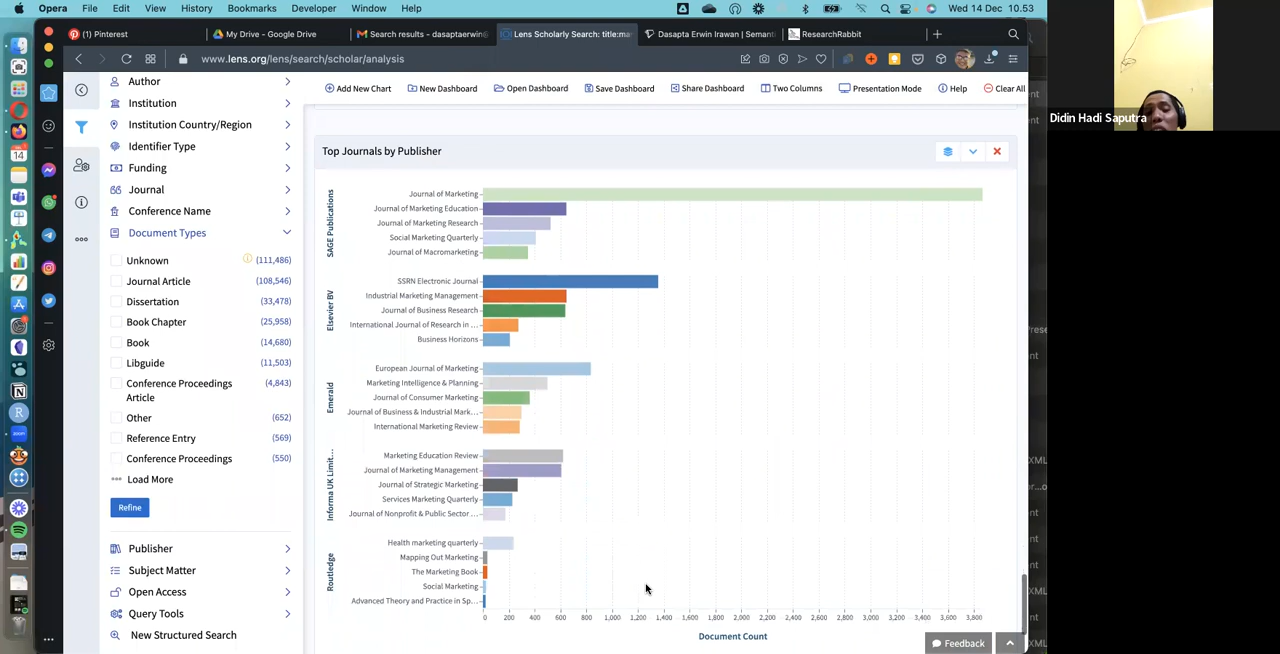 Opera File Edit View History Bookmarks Developer Window Help Wed 14 Dec 10.53
(1) Pinterest My Drive - Google Drive Search results - dasaptaerwin@ Lens Scholarly Search: title:mar Dasapta Erwin Irawan | Semant ResearchRabbit
www.lens.org/lens/search/scholar/analysis
Add New Chart New Dashboard Open Dashboard Save Dashboard Share Dashboard Two Columns Presentation Mode Help Clear All
Author
Institution
Institution Country/Region
Identifier Type
Funding
Journal
Conference Name
Document Types
Unknown (111,486)
Journal Article (108,546)
Dissertation (33,478)
Book Chapter (25,958)
Book (14,680)
Libguide (11,503)
Conference Proceedings (4,843)
Article
Other (652)
Reference Entry (569)
Conference Proceedings (550)
Load More
Refine
Publisher
Subject Matter
Open Access
Query Tools
New Structured Search
Top Journals by Publisher
SAGE Publications
Journal of Marketing
Journal of Marketing Education
Journal of Marketing Research
Social Marketing Quarterly
Journal of Macromarketing
Elsevier BV
SSRN Electronic Journal
Industrial Marketing Management
Journal of Business Research
International Journal of Research in ...
Business Horizons
Emerald
European Journal of Marketing
Marketing Intelligence & Planning
Journal of Consumer Marketing
Journal of Business & Industrial Mark...
International Marketing Review
Informa UK Limit...
Marketing Education Review
Journal of Marketing Management
Journal of Strategic Marketing
Services Marketing Quarterly
Journal of Nonprofit & Public Sector ...
Routledge
Health marketing quarterly
Mapping Out Marketing
The Marketing Book
Social Marketing
Advanced Theory and Practice in Sp...
0 200 400 600 800 1,000 1,200 1,400 1,600 1,800 2,000 2,200 2,400 2,600 2,800 3,000 3,200 3,400 3,600 3,800
Document Count
Feedback
Didin Hadi Saputra